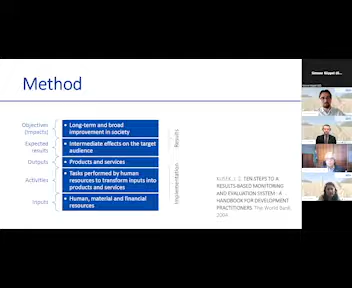 Method
Objectives
(Impacts)
• Long-term and broad
improvement in society
Expected
results
• Intermediate effects on the target
audience
Outputs
• Products and services
Activities
• Tasks performed by human
resources to transform inputs into
products and services
Inputs
• Human, material and financial
resources
Results
Implementation
KUSEK, J. Z. TEN STEPS TO A
RESULTS-BASED MONITORING
AND EVALUATION SYSTEM : A
HANDBOOK FOR DEVELOPMENT
PRACTITIONERS. The World Bank,
2004